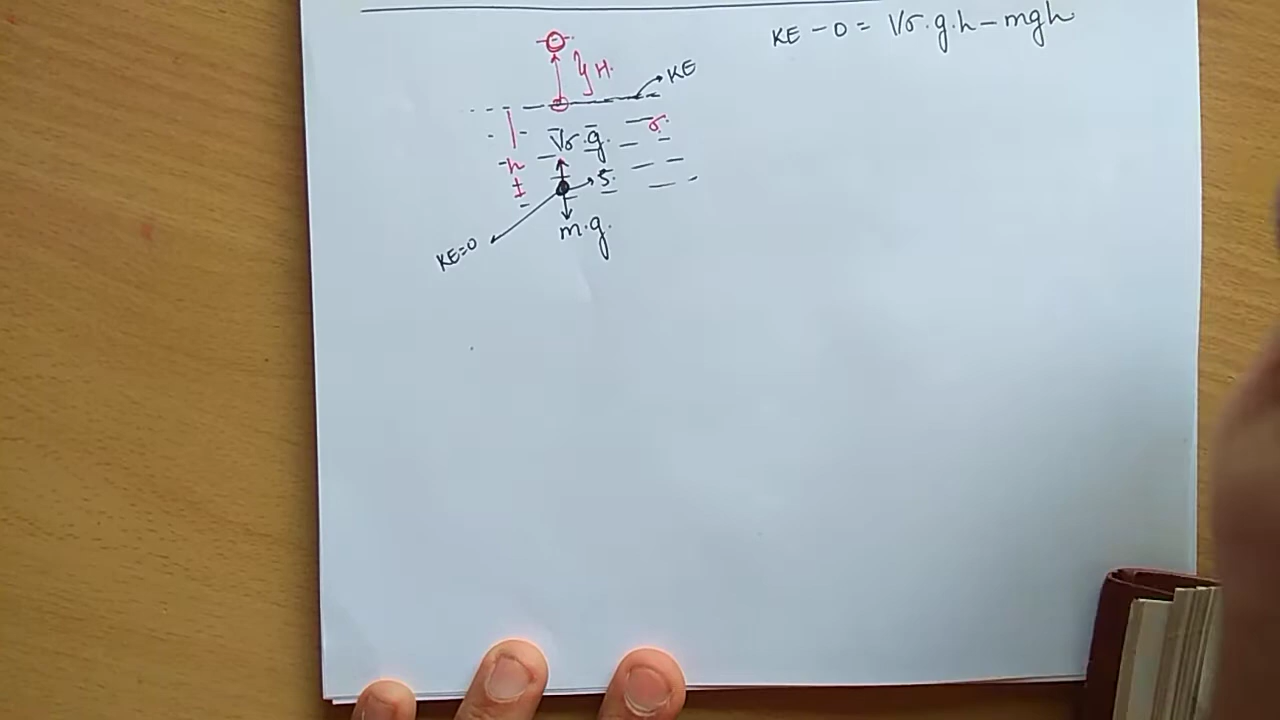 KE - 0 = Vσ.g.h - mgh
H.
KE
σ.
Vσ.g.
h
S.
m.g.
KE=0